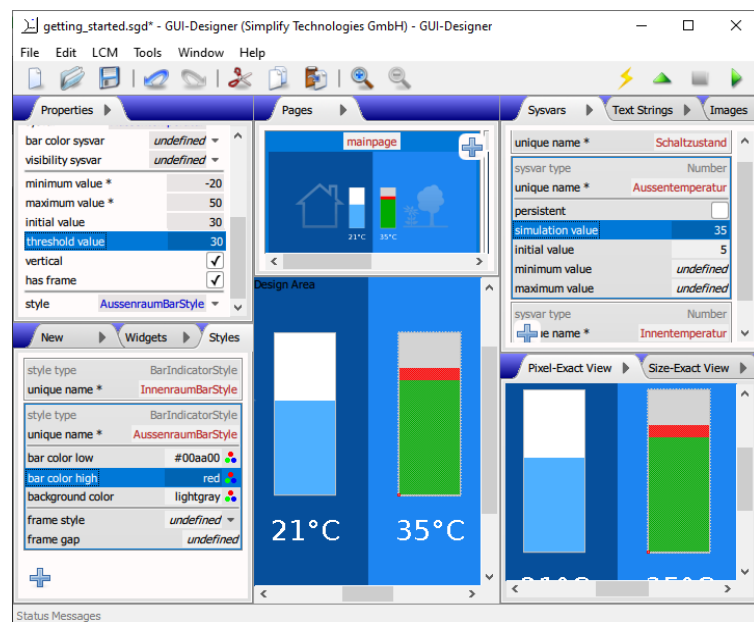 getting_started.sgd* - GUI-Designer (Simplify Technologies GmbH) - GUI-Designer
File Edit LCM Tools Window Help
Properties
bar color sysvar undefined
visibility sysvar undefined
minimum value * -20
maximum value * 50
initial value 30
threshold value 30
vertical
has frame
style AussenraumBarStyle
New Widgets Styles
style type BarIndicatorStyle
unique name * InnenraumBarStyle
style type BarIndicatorStyle
unique name * AussenraumBarStyle
bar color low #00aa00
bar color high red
background color lightgray
frame style undefined
frame gap undefined
Pages
mainpage
21°C 35°C
Design Area
21°C 35°C
Sysvars Text Strings Images
unique name * Schaltzustand
sysvar type Number
unique name * Aussentemperatur
persistent
simulation value 35
initial value 5
minimum value undefined
maximum value undefined
sysvar type Number
ue name * Innentemperatur
Pixel-Exact View Size-Exact View
Status Messages